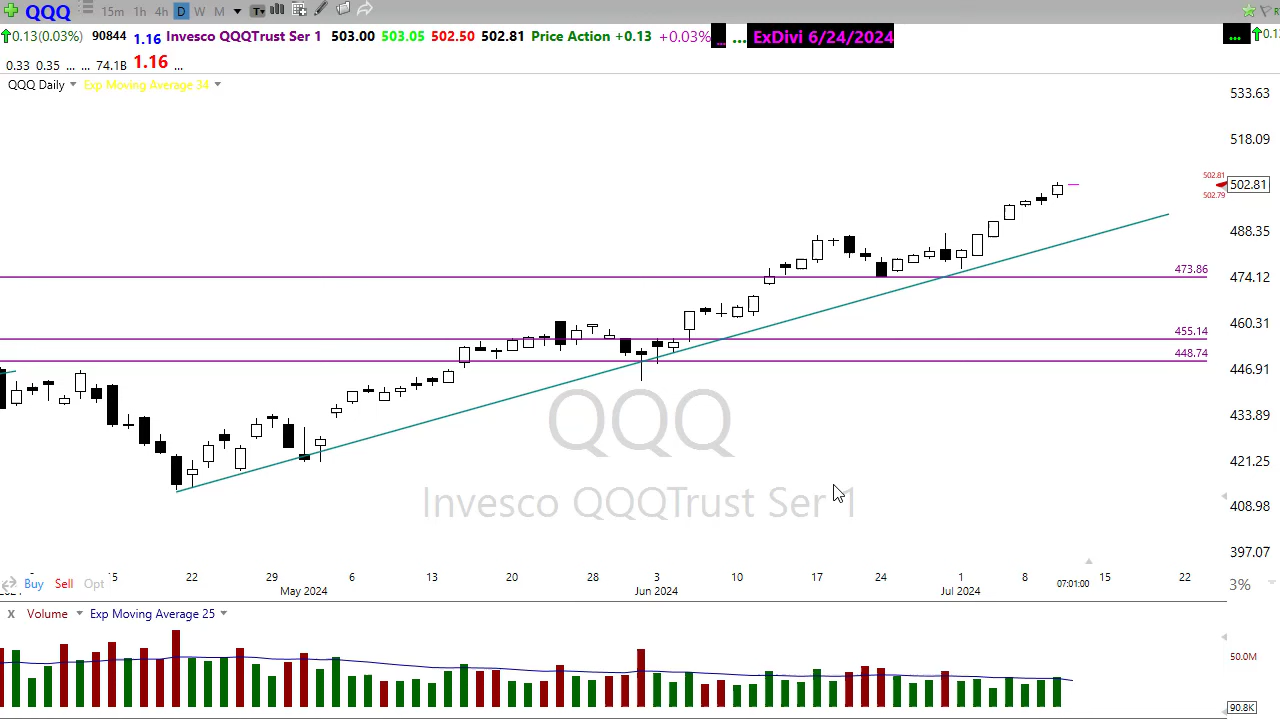 QQQ 15m 1h 4h D W M T
0.13(0.03%) 90844 1.16 Invesco QQQTrust Ser 1 503.00 503.05 502.50 502.81 Price Action +0.13 +0.03% ... ... ExDivi 6/24/2024 ... 0.13
0.33 0.35 ... ... 74.1B 1.16 ...
QQQ Daily Exp Moving Average 34
533.63
518.09
502.81
502.81
502.79
488.35
473.86
474.12
460.31
455.14
448.74
446.91
433.89
421.25
408.98
397.07
QQQ
Invesco QQQTrust Ser 1
Buy Sell Opt
22 29 6 13 20 28 3 10 17 24 1 8 15 22
May 2024 Jun 2024 Jul 2024
07:01:00
3%
X Volume Exp Moving Average 25
50.0M
90.8K